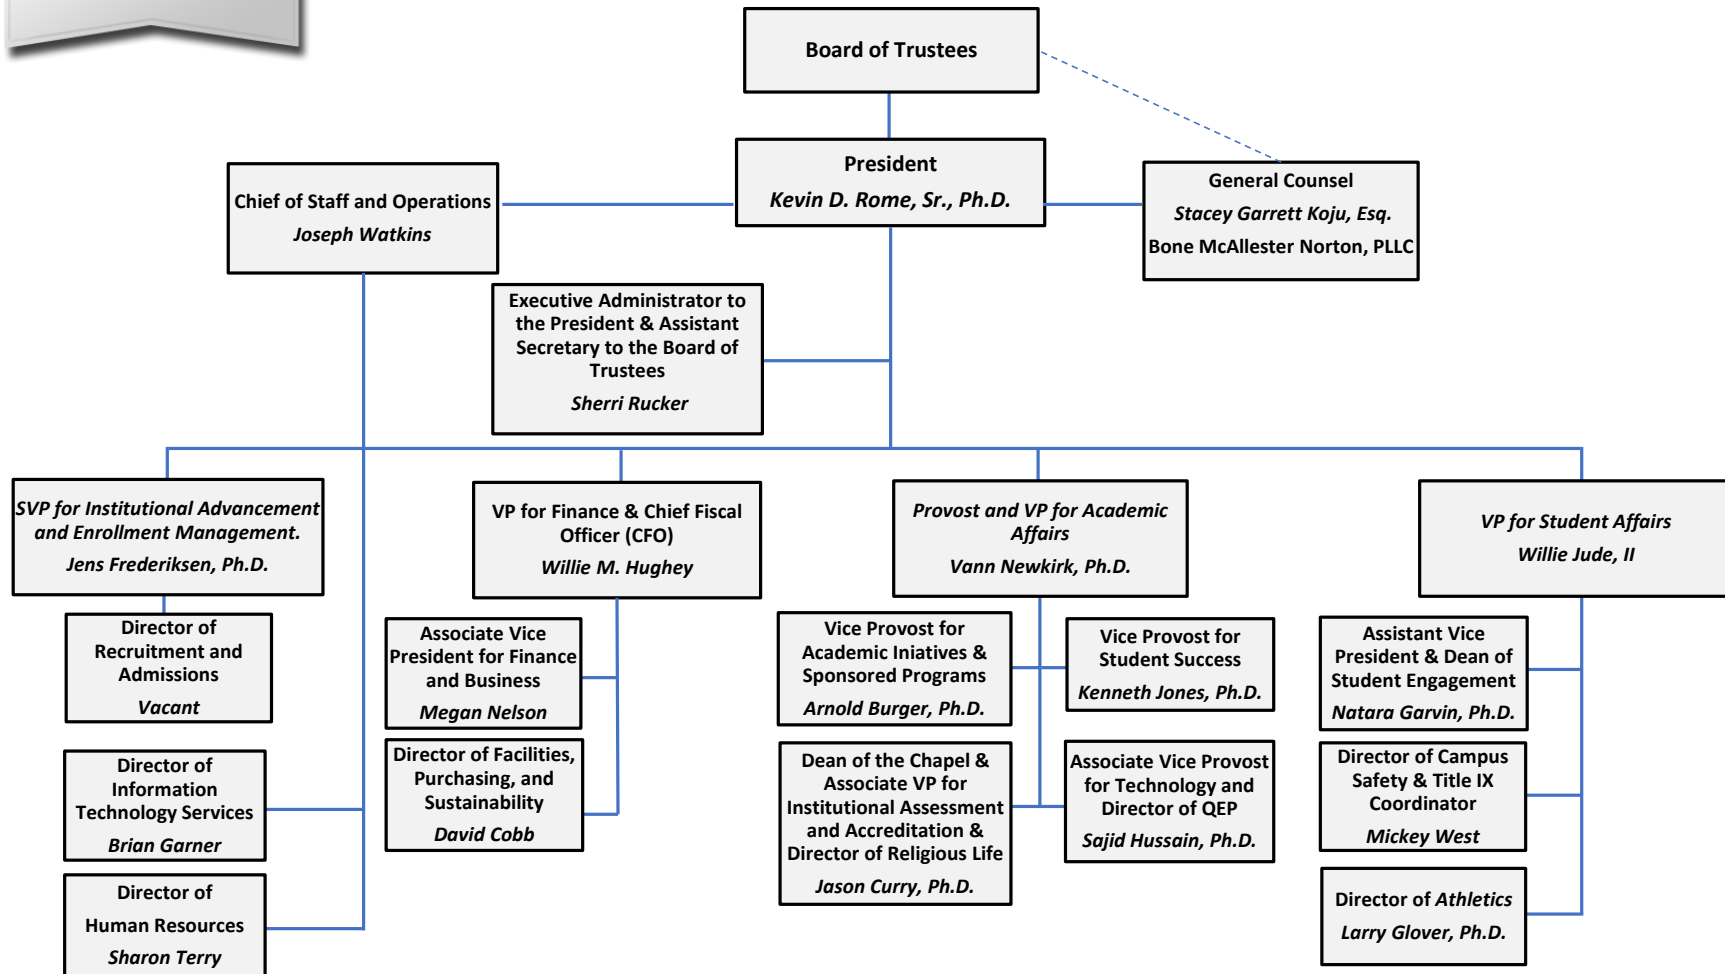 Board of Trustees
President
Kevin D. Rome, Sr., Ph.D.
Chief of Staff and Operations
Joseph Watkins
General Counsel
Stacey Garrett Koju, Esq.
Bone McAllester Norton, PLLC
Executive Administrator to
the President & Assistant
Secretary to the Board of
Trustees
Sherri Rucker
SVP for Institutional Advancement
and Enrollment Management.
Jens Frederiksen, Ph.D.
VP for Finance & Chief Fiscal
Officer (CFO)
Willie M. Hughey
Provost and VP for Academic
Affairs
Vann Newkirk, Ph.D.
VP for Student Affairs
Willie Jude, II
Director of
Recruitment and
Admissions
Vacant
Associate Vice
President for Finance
and Business
Megan Nelson
Vice Provost for
Academic Iniatives &
Sponsored Programs
Arnold Burger, Ph.D.
Vice Provost for
Student Success
Kenneth Jones, Ph.D.
Assistant Vice
President & Dean of
Student Engagement
Natara Garvin, Ph.D.
Director of
Information
Technology Services
Brian Garner
Director of Facilities,
Purchasing, and
Sustainability
David Cobb
Dean of the Chapel &
Associate VP for
Institutional Assessment
and Accreditation &
Director of Religious Life
Jason Curry, Ph.D.
Associate Vice Provost
for Technology and
Director of QEP
Sajid Hussain, Ph.D.
Director of Campus
Safety & Title IX
Coordinator
Mickey West
Director of
Human Resources
Sharon Terry
Director of Athletics
Larry Glover, Ph.D.